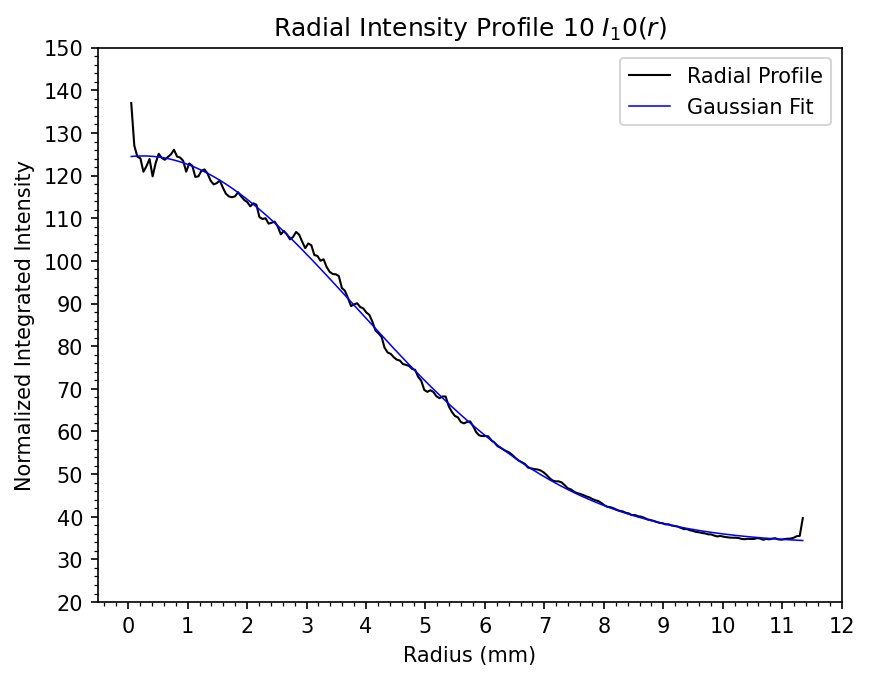 Radial Intensity Profile 10 I₁0(r)
Radial Profile
Gaussian Fit
Normalized Integrated Intensity
150
140
130
120
110
100
90
80
70
60
50
40
30
20
0 1 2 3 4 5 6 7 8 9 10 11 12
Radius (mm)